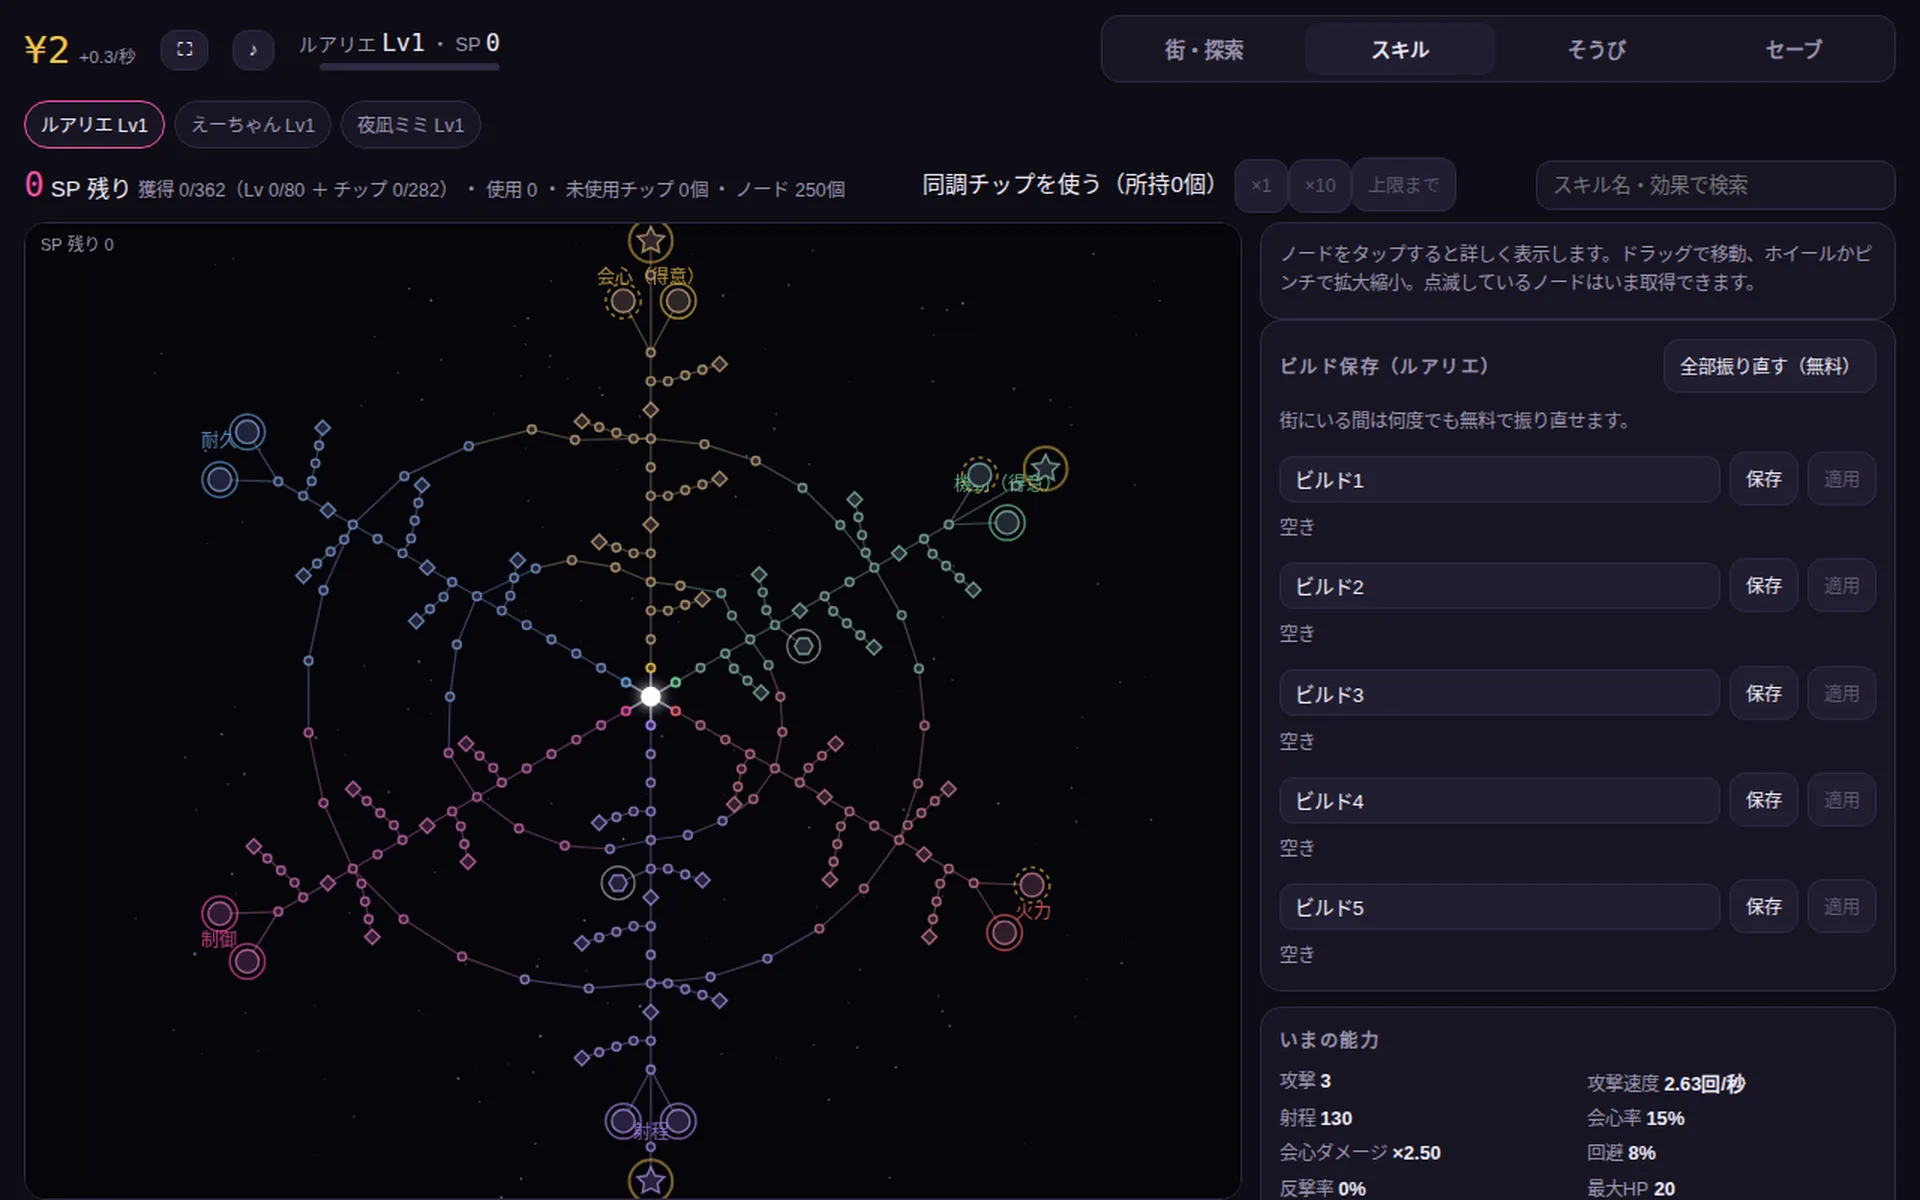 ¥2 +0.3/秒 ♪ ルアリエ Lv1 · SP 0
街・探索 スキル そうび セーブ
ルアリエ Lv1 えーちゃん Lv1 夜凪ミミ Lv1
0 SP 残り 獲得 0/362（Lv 0/80 ＋ チップ 0/282） ・ 使用 0 ・ 未使用チップ 0個 ・ ノード 250個
同調チップを使う（所持0個） ×1 ×10 上限まで
スキル名・効果で検索
SP 残り 0
会心（得意）
耐久
機動（得意）
制御
火力
射程
ノードをタップすると詳しく表示します。ドラッグで移動、ホイールかピ
ンチで拡大縮小。点滅しているノードはいま取得できます。
ビルド保存（ルアリエ） 全部振り直す（無料）
街にいる間は何度でも無料で振り直せます。
ビルド1 保存 適用
空き
ビルド2 保存 適用
空き
ビルド3 保存 適用
空き
ビルド4 保存 適用
空き
ビルド5 保存 適用
空き
いまの能力
攻撃 3 攻撃速度 2.63回/秒
射程 130 会心率 15%
会心ダメージ ×2.50 回避 8%
反撃率 0% 最大HP 20